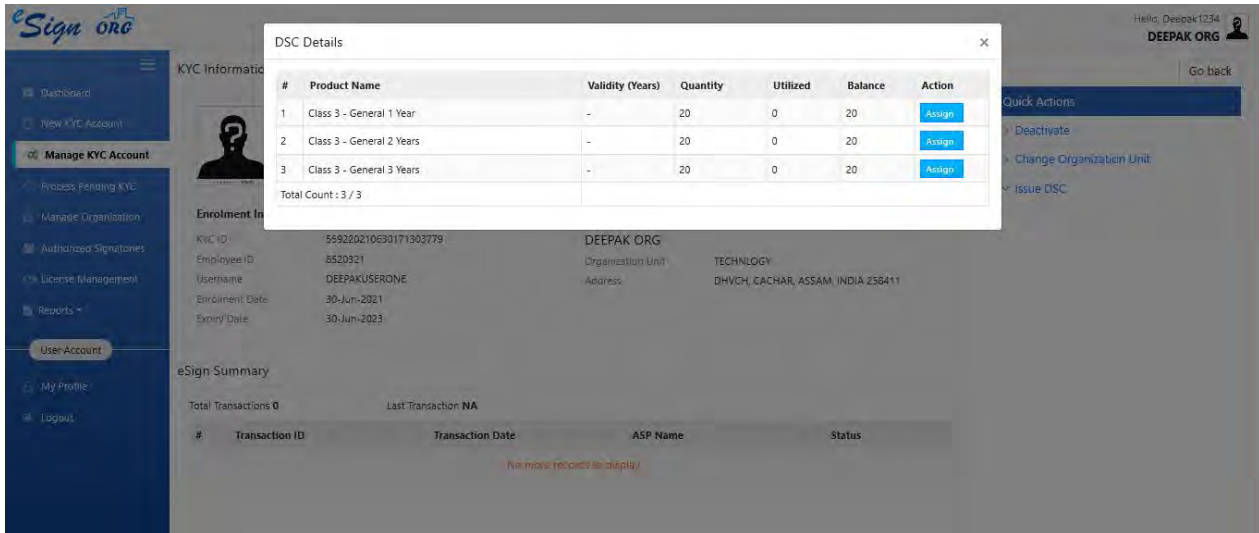 eSign ORG
Hello, Deepak1234
DEEPAK ORG
DSC Details ×
# Product Name Validity (Years) Quantity Utilized Balance Action
1 Class 3 - General 1 Year - 20 0 20 Assign
2 Class 3 - General 2 Years - 20 0 20 Assign
3 Class 3 - General 3 Years - 20 0 20 Assign
Total Count : 3 / 3
KYC Informatio
Go back
Dashboard
New KYC Account
Manage KYC Account
Process Pending KYC
Manage Organization
Authorized Signatories
License Management
Reports
User Account
My Profile
Logout
Quick Actions
Deactivate
Change Organization Unit
Issue DSC
Enrolment In
KYC ID 559220210630171303779
Employee ID 8520321
Username DEEPAKUSERONE
Enrolment Date 30-Jun-2021
Expiry Date 30-Jun-2023
DEEPAK ORG
Organization Unit TECHNLOGY
Address DHVCH, CACHAR, ASSAM, INDIA 256411
eSign Summary
Total Transactions 0 Last Transaction NA
# Transaction ID Transaction Date ASP Name Status
No more records to display